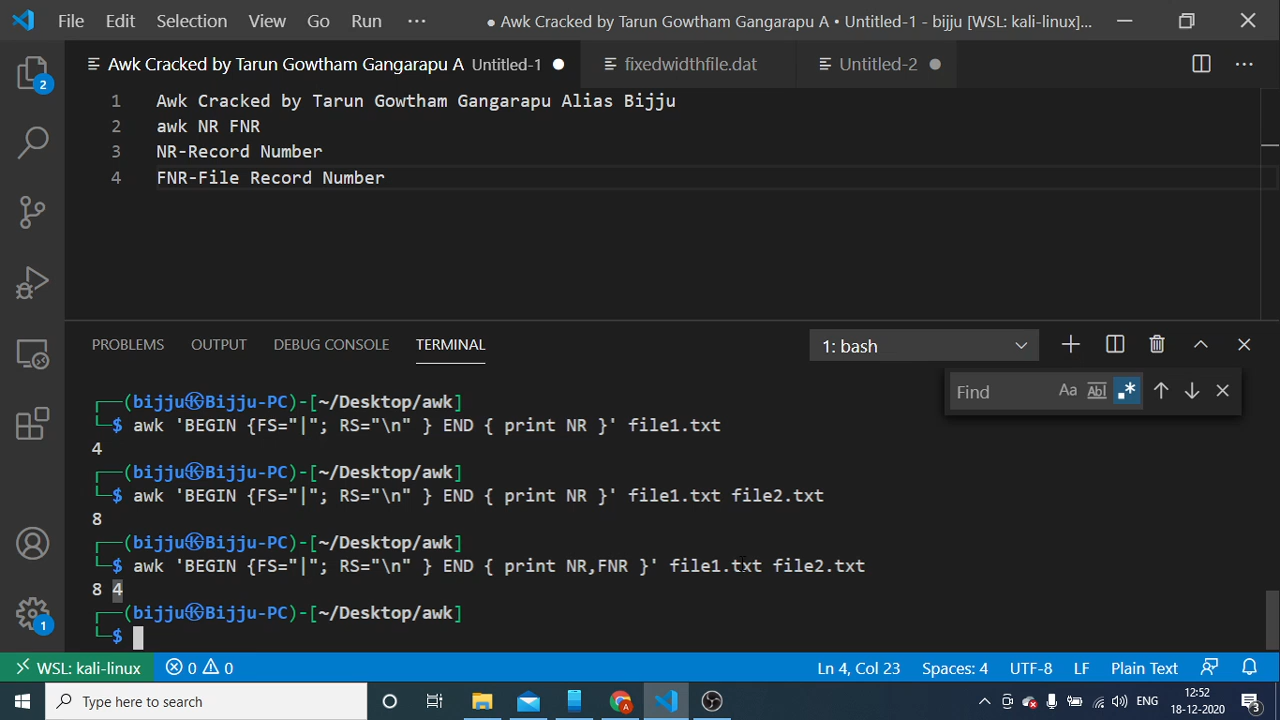 File Edit Selection View Go Run ··· ● Awk Cracked by Tarun Gowtham Gangarapu A • Untitled-1 - bijju [WSL: kali-linux]...
Awk Cracked by Tarun Gowtham Gangarapu A Untitled-1 ● fixedwidthfile.dat Untitled-2 ●
2
1 Awk Cracked by Tarun Gowtham Gangarapu Alias Bijju
2 awk NR FNR
3 NR-Record Number
4 FNR-File Record Number
PROBLEMS OUTPUT DEBUG CONSOLE TERMINAL 1: bash
Find Aa Abl .*
┌──(bijju㉿Bijju-PC)-[~/Desktop/awk]
└─$ awk 'BEGIN {FS="|"; RS="\n" } END { print NR }' file1.txt
4
┌──(bijju㉿Bijju-PC)-[~/Desktop/awk]
└─$ awk 'BEGIN {FS="|"; RS="\n" } END { print NR }' file1.txt file2.txt
8
┌──(bijju㉿Bijju-PC)-[~/Desktop/awk]
└─$ awk 'BEGIN {FS="|"; RS="\n" } END { print NR,FNR }' file1.txt file2.txt
8 4
┌──(bijju㉿Bijju-PC)-[~/Desktop/awk]
└─$
1
WSL: kali-linux 0 0 Ln 4, Col 23 Spaces: 4 UTF-8 LF Plain Text
Type here to search A ENG 12:52
18-12-2020 3